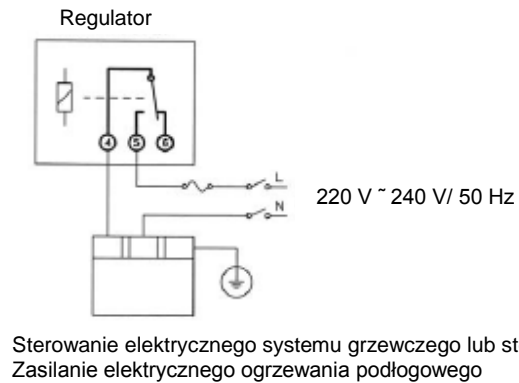 Regulator
4 5 6
L
220 V ~ 240 V/ 50 Hz
N
Sterowanie elektrycznego systemu grzewczego lub st
Zasilanie elektrycznego ogrzewania podłogowego